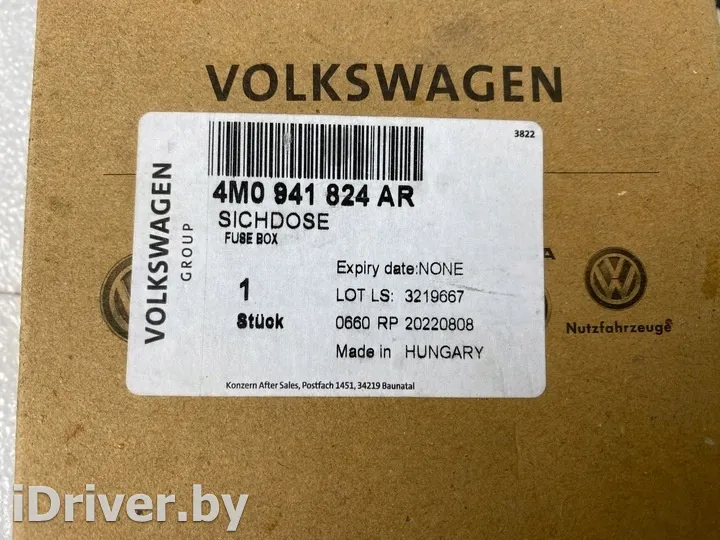 VOLKSWAGEN
3822
4M0 941 824 AR
SICHDOSE
FUSE BOX
VOLKSWAGEN
GROUP
1
Stück
Expiry date:NONE
LOT LS: 3219667
0660 RP 20220808
Made in HUNGARY
Konzern After Sales, Postfach 1451, 34219 Baunatal
A
Nutzfahrzeuge
iDriver.by